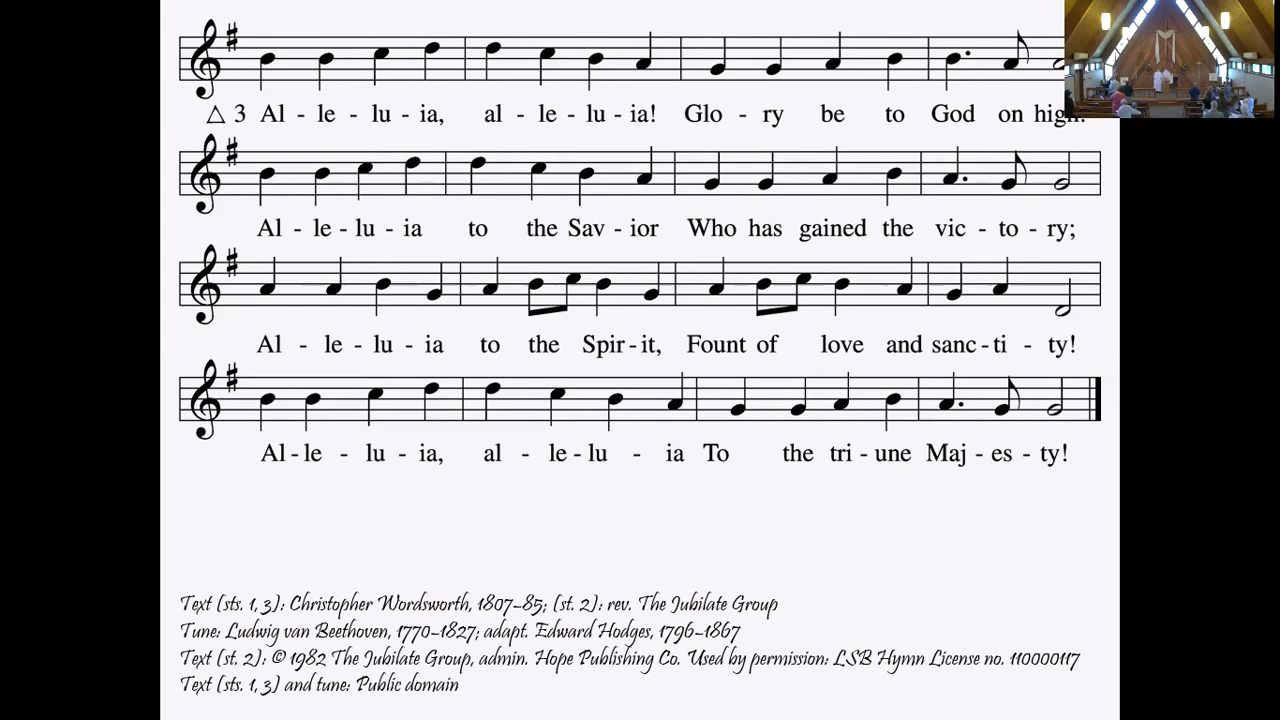 △ 3 Al - le - lu - ia, al - le - lu - ia! Glo - ry be to God on high!
Al - le - lu - ia to the Sav - ior Who has gained the vic - to - ry;
Al - le - lu - ia to the Spir - it, Fount of love and sanc - ti - ty!
Al - le - lu - ia, al - le - lu - ia To the tri - une Maj - es - ty!
Text (sts. 1, 3): Christopher Wordsworth, 1807–85; (st. 2): rev. The Jubilate Group
Tune: Ludwig van Beethoven, 1770–1827; adapt. Edward Hodges, 1796–1867
Text (st. 2): © 1982 The Jubilate Group, admin. Hope Publishing Co. Used by permission: LSB Hymn License no. 110000117
Text (sts. 1, 3) and tune: Public domain